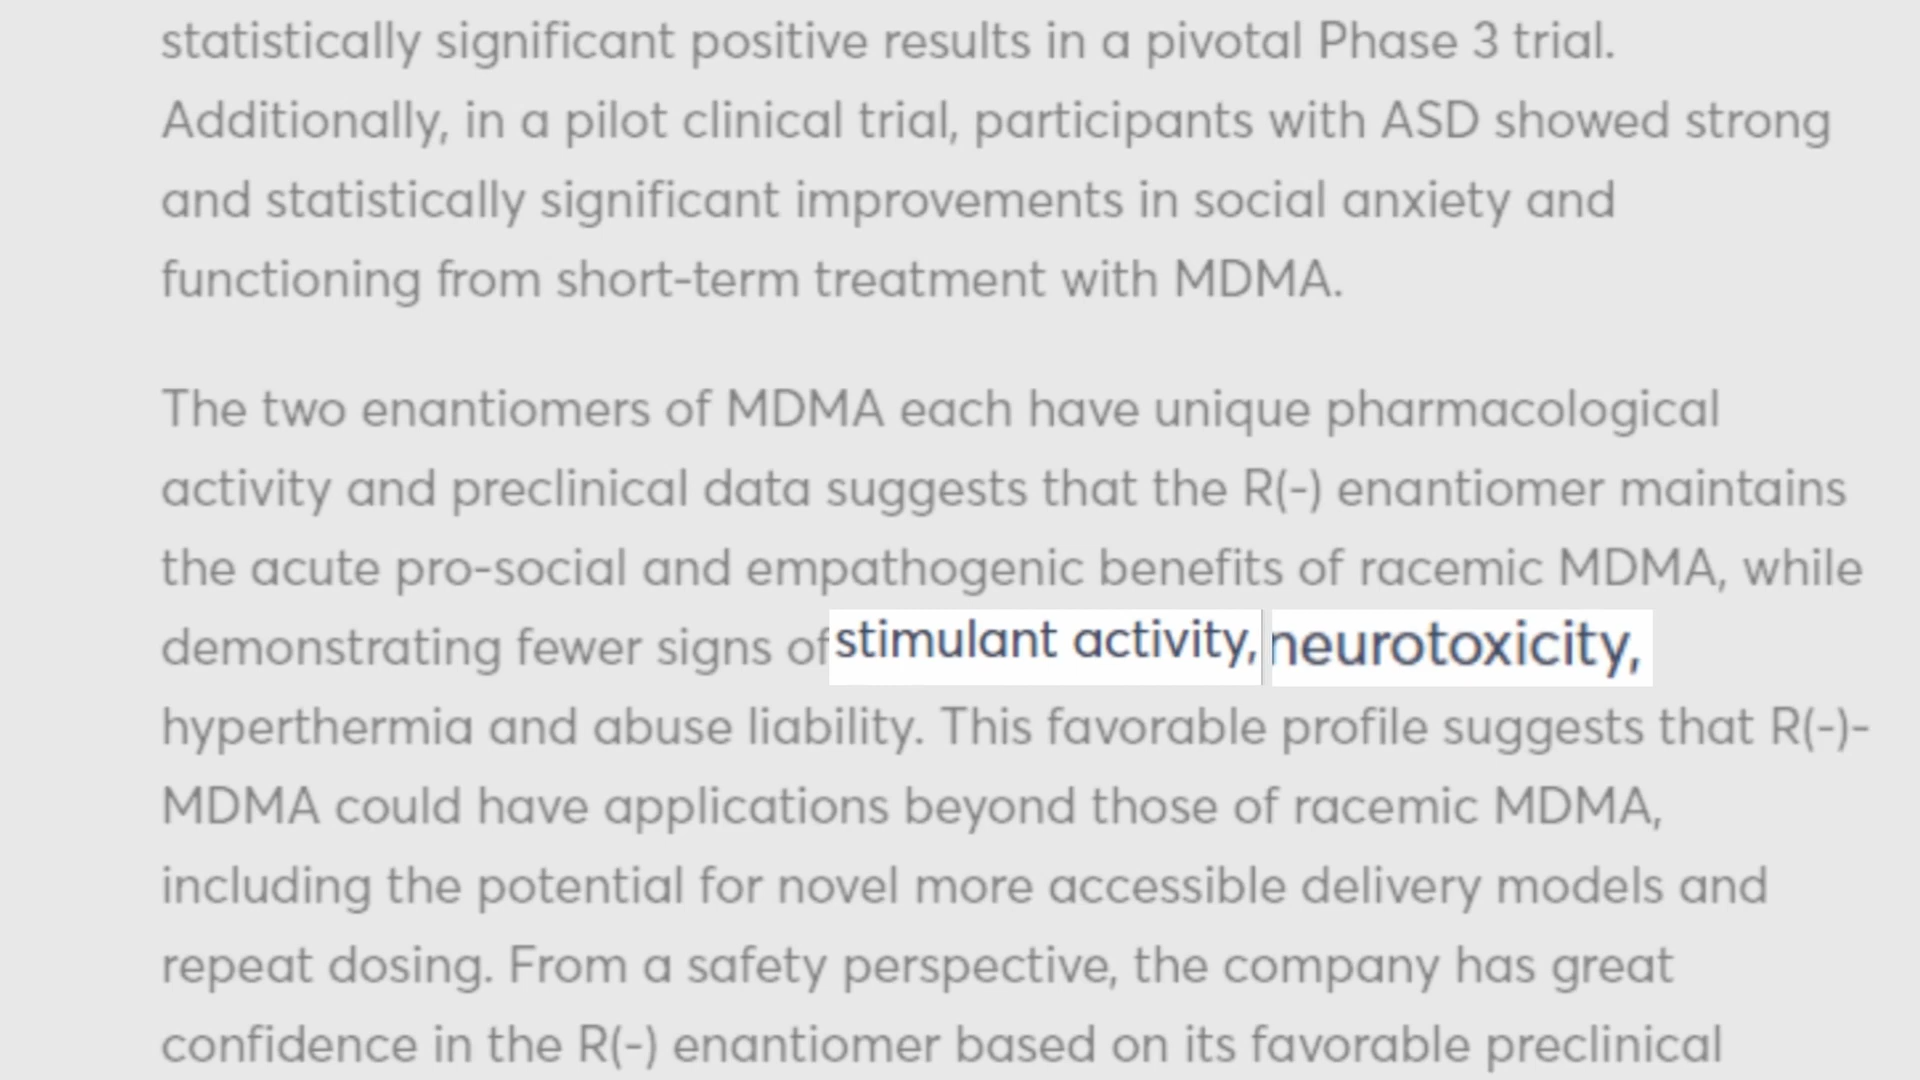 statistically significant positive results in a pivotal Phase 3 trial.
Additionally, in a pilot clinical trial, participants with ASD showed strong
and statistically significant improvements in social anxiety and
functioning from short-term treatment with MDMA.
The two enantiomers of MDMA each have unique pharmacological
activity and preclinical data suggests that the R(-) enantiomer maintains
the acute pro-social and empathogenic benefits of racemic MDMA, while
demonstrating fewer signs of stimulant activity, neurotoxicity,
hyperthermia and abuse liability. This favorable profile suggests that R(-)-
MDMA could have applications beyond those of racemic MDMA,
including the potential for novel more accessible delivery models and
repeat dosing. From a safety perspective, the company has great
confidence in the R(-) enantiomer based on its favorable preclinical